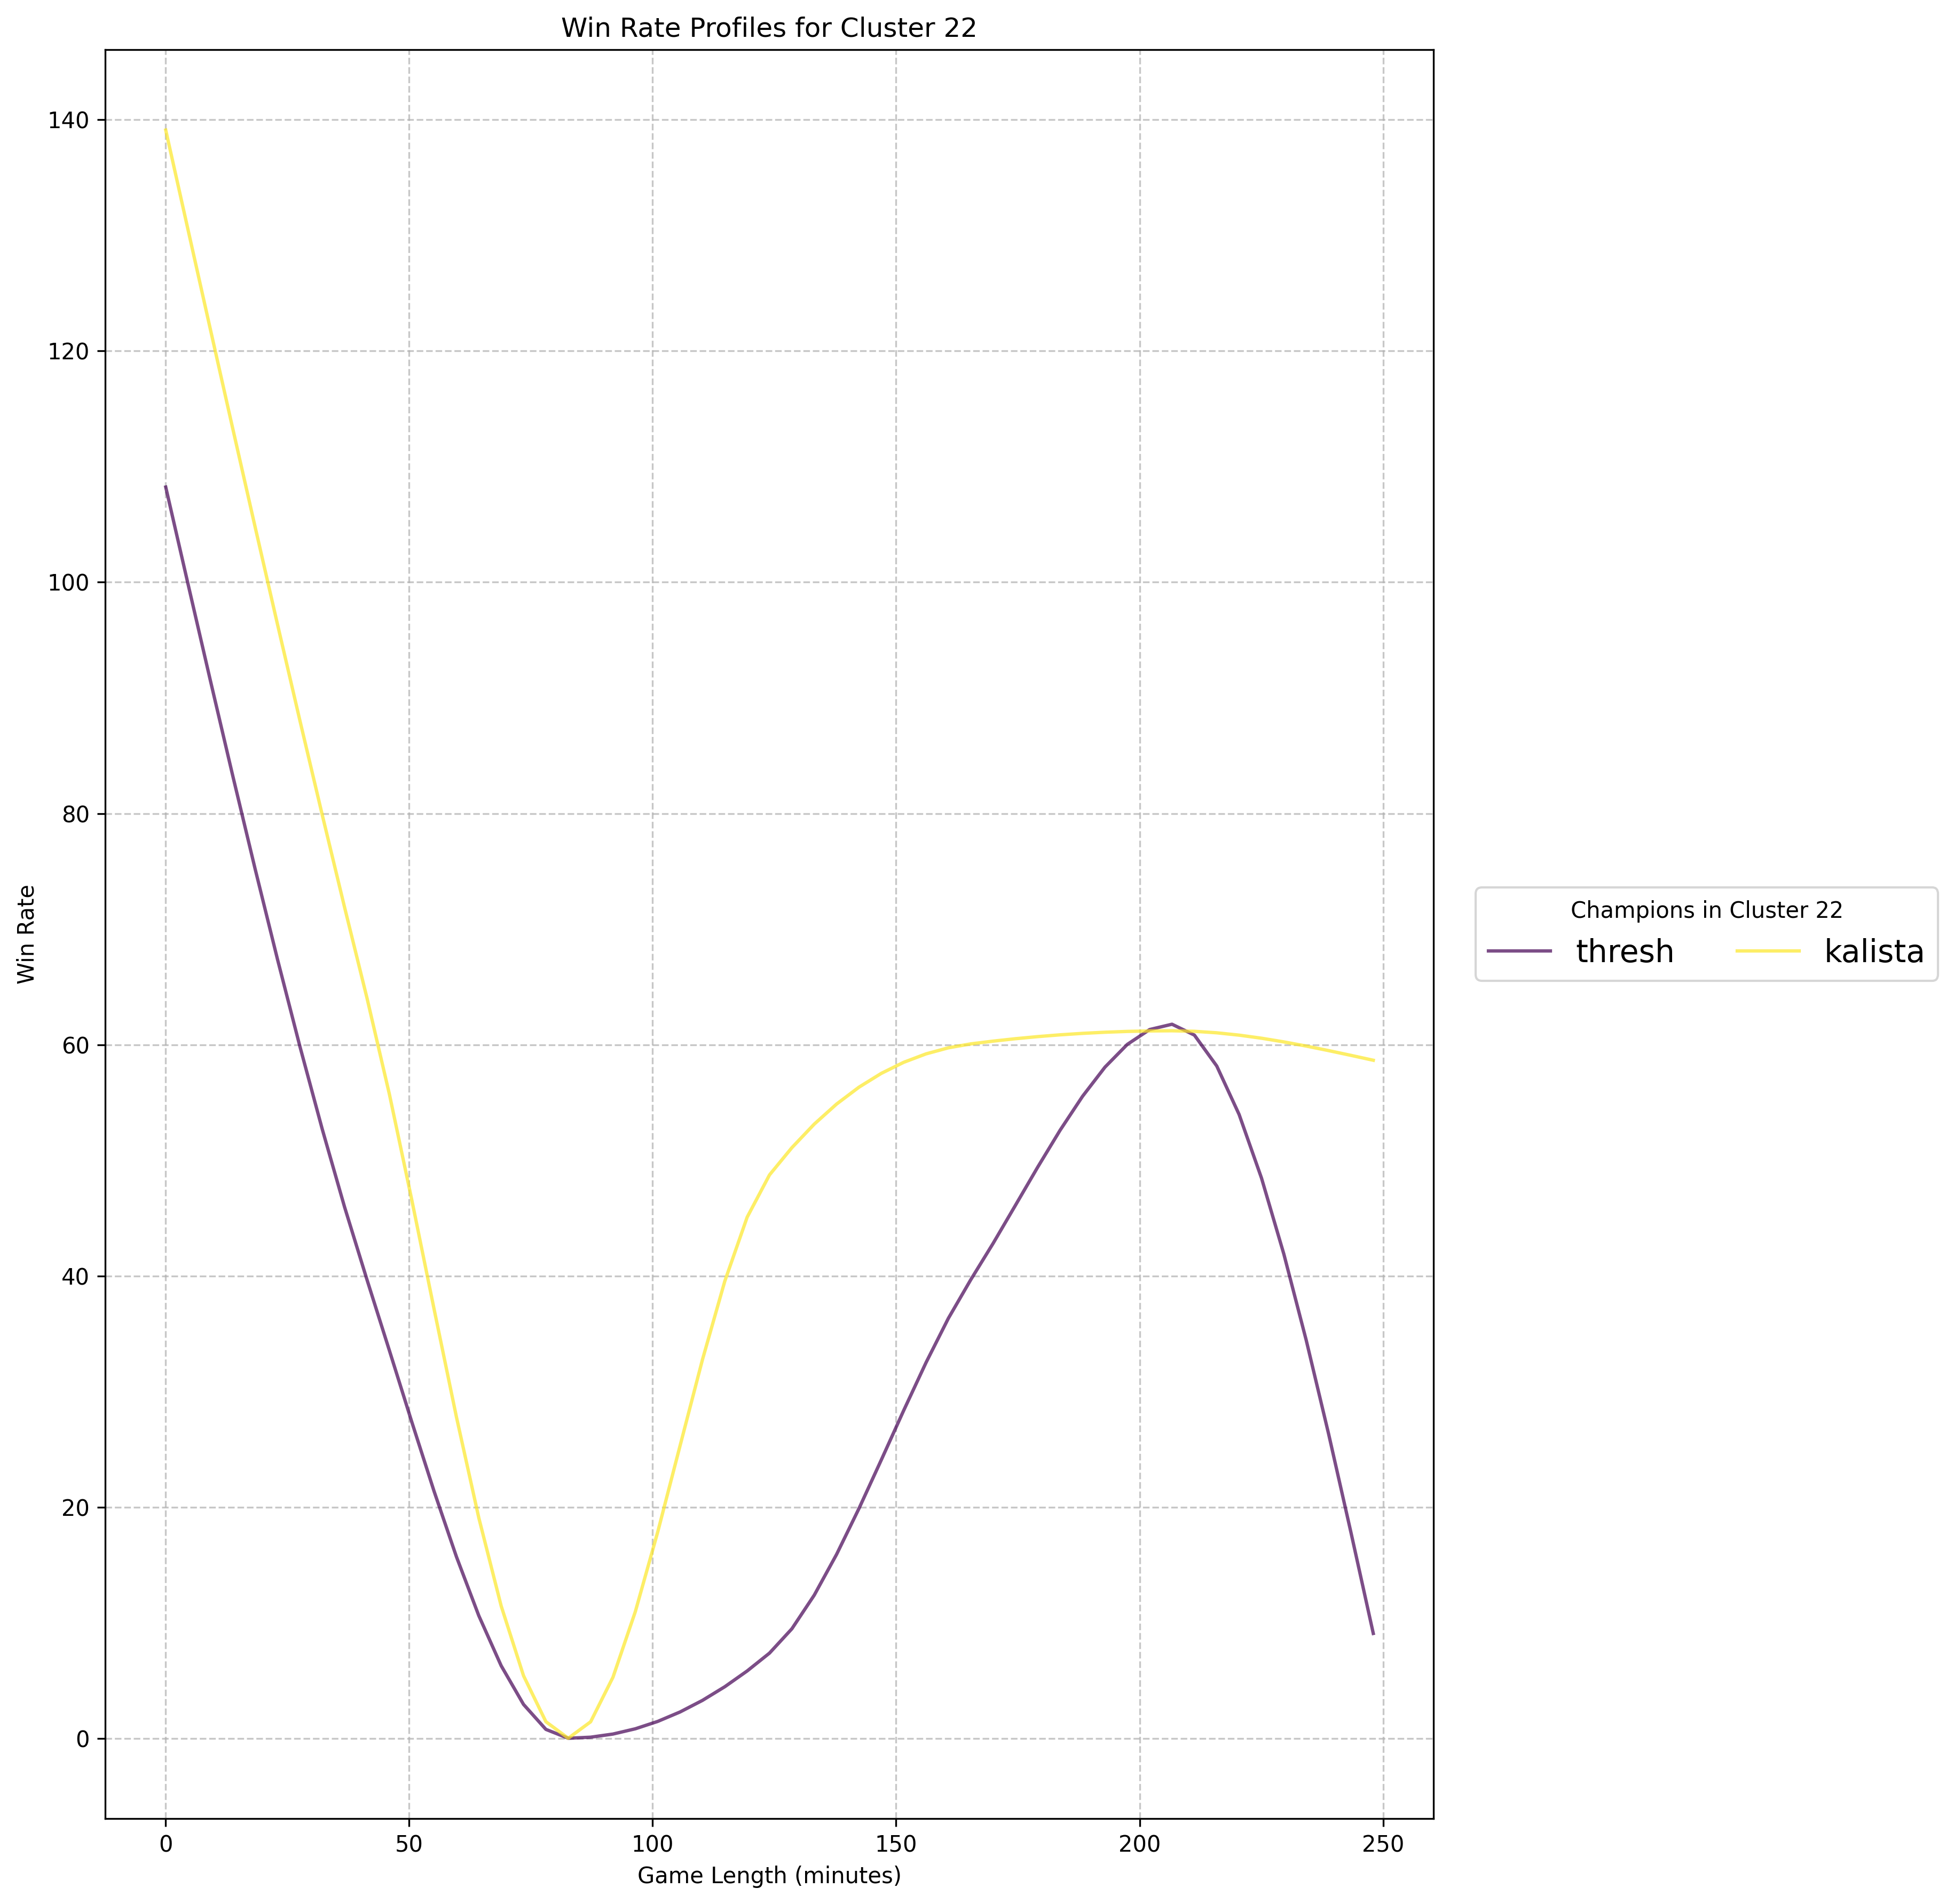 Win Rate Profiles for Cluster 22
140
120
100
80
60
40
20
0
Win Rate
0 50 100 150 200 250
Game Length (minutes)
Champions in Cluster 22
thresh kalista